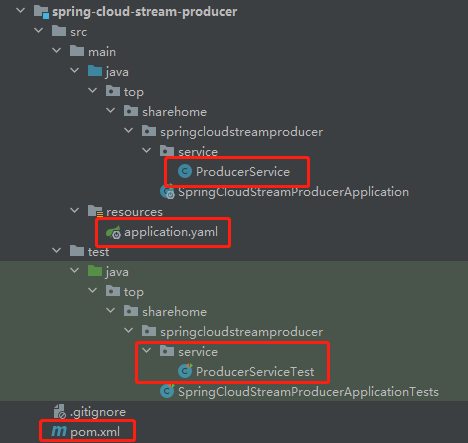 spring-cloud-stream-producer
src
main
java
top
sharehome
springcloudstreamproducer
service
ProducerService
SpringCloudStreamProducerApplication
resources
application.yaml
test
java
top
sharehome
springcloudstreamproducer
service
ProducerServiceTest
SpringCloudStreamProducerApplicationTests
.gitignore
pom.xml